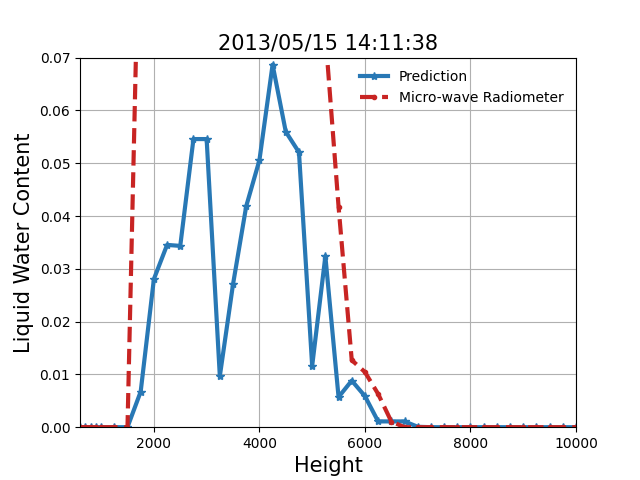 2013/05/15 14:11:38
Prediction
Micro-wave Radiometer
Liquid Water Content
0.07
0.06
0.05
0.04
0.03
0.02
0.01
0.00
2000 4000 6000 8000 10000
Height